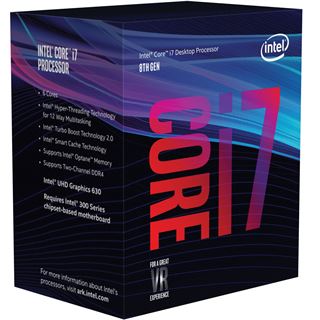 INTEL® CORE™ i7
PROCESSOR
• 6 Cores
• Intel® Hyper-Threading Technology
for 12 Way Multitasking
• Intel® Turbo Boost Technology 2.0
• Intel® Smart Cache Technology
• Supports Intel® Optane™ Memory
• Supports Two-Channel DDR4
Intel® UHD Graphics 630
Requires Intel® 300 Series
chipset-based motherboard
For more information about Intel®
processors, visit ark.intel.com
Intel® Core™ i7 Desktop Processor
8TH GEN
intel
CORE i7
FOR A GREAT
VR
EXPERIENCE